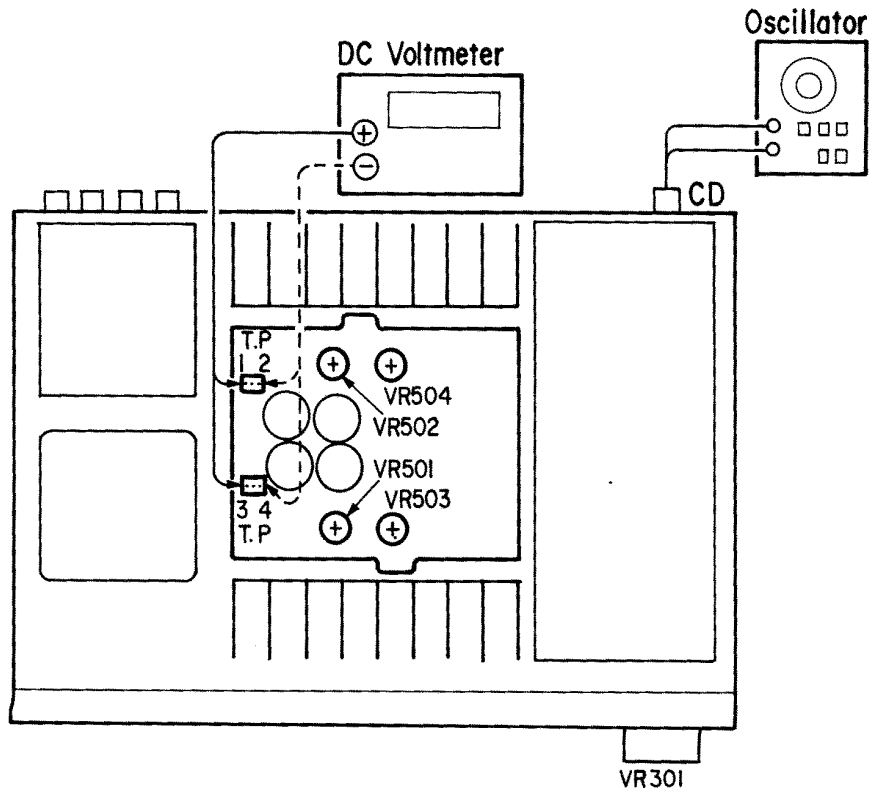 Oscillator
DC Voltmeter
+
−
CD
T.P
1 2
VR504
VR502
VR501
VR503
3 4
T.P
VR301